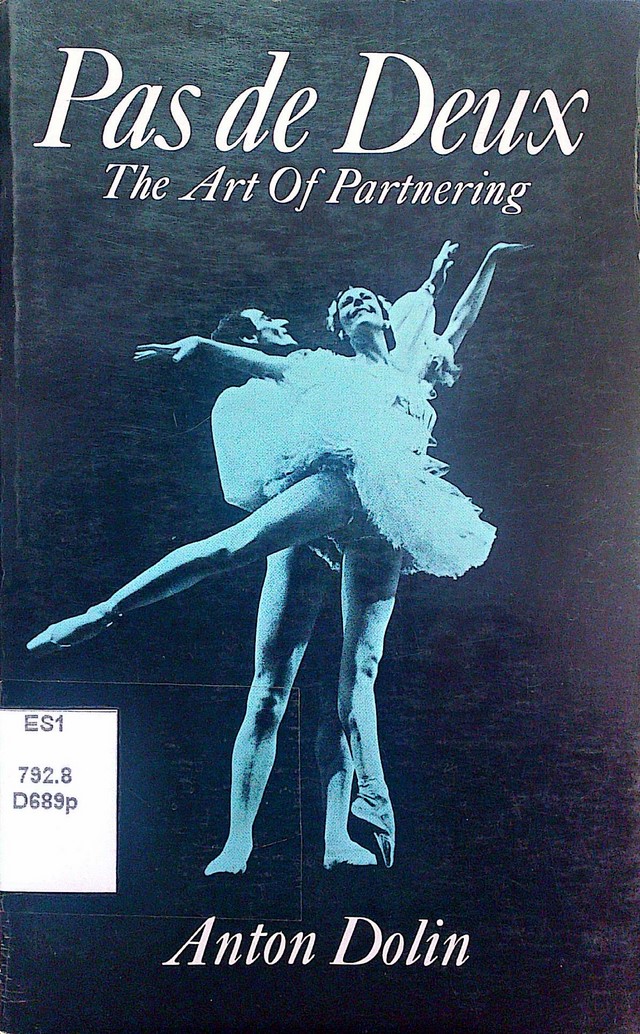 Pas de Deux
The Art Of Partnering
ES1
792.8
D689p
Anton Dolin